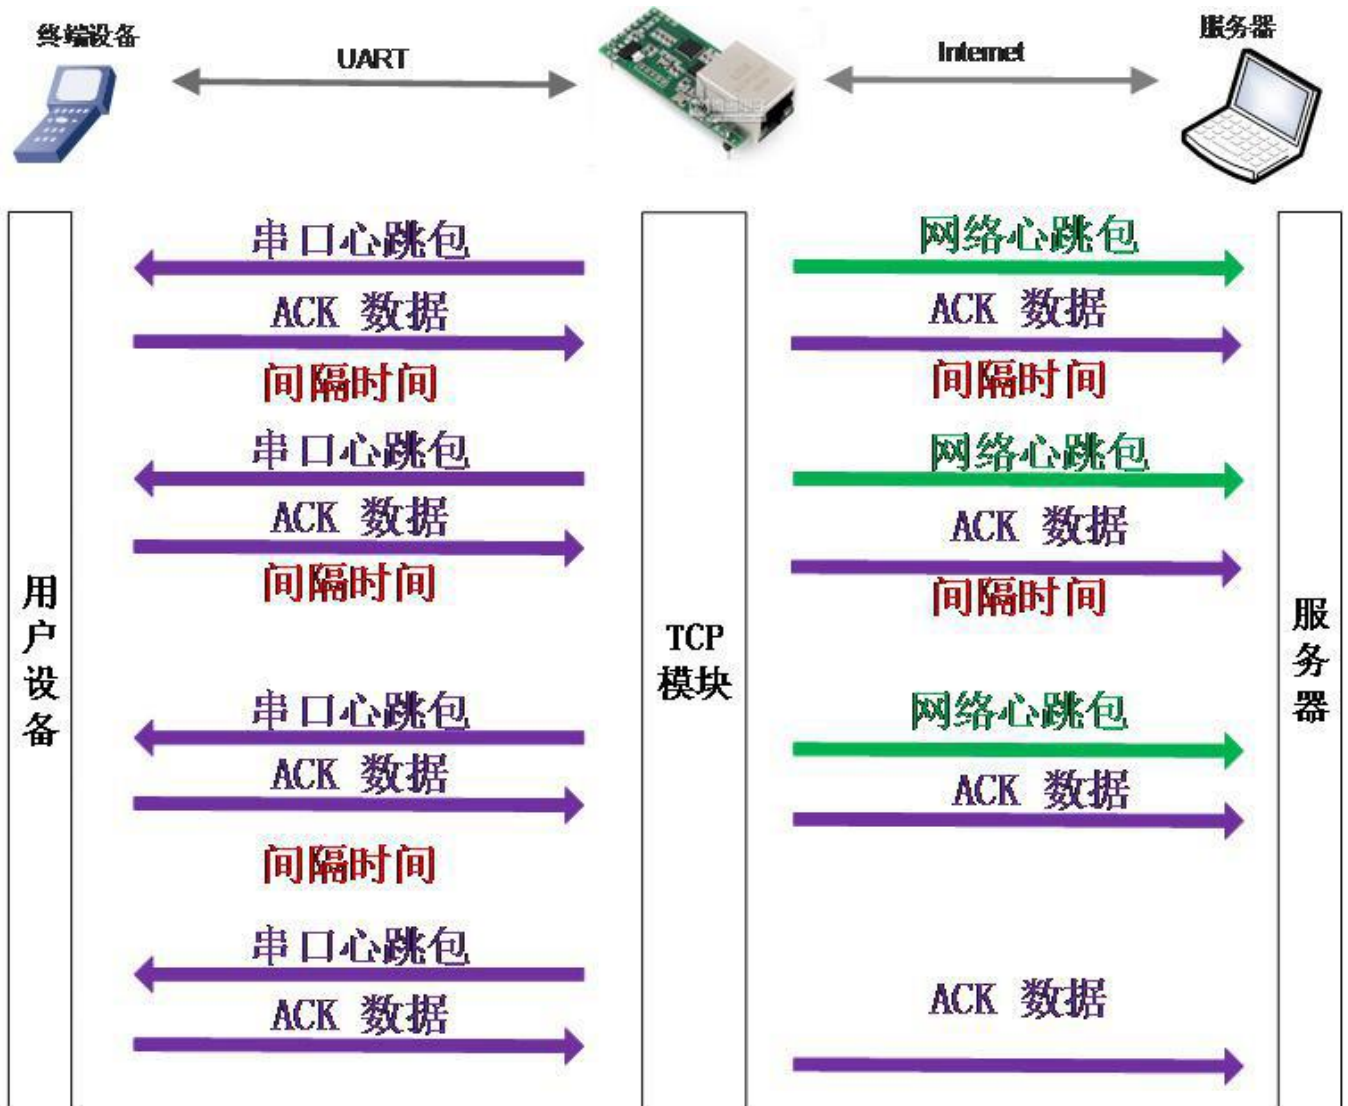 终端设备
UART
Internet
服务器
串口心跳包
网络心跳包
ACK 数据
ACK 数据
间隔时间
间隔时间
串口心跳包
网络心跳包
ACK 数据
ACK 数据
间隔时间
间隔时间
用户设备
TCP
模块
服务器
串口心跳包
网络心跳包
ACK 数据
ACK 数据
间隔时间
串口心跳包
ACK 数据
ACK 数据